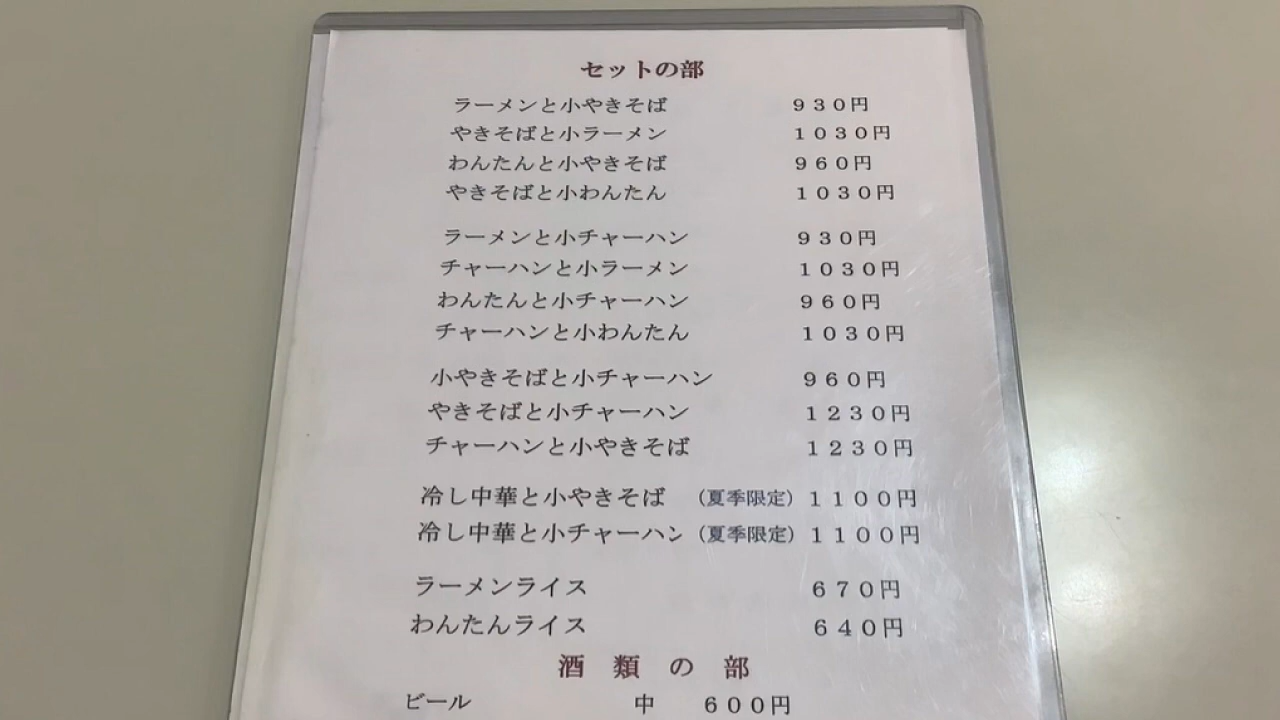 セットの部
ラーメンと小やきそば ９３０円
やきそばと小ラーメン １０３０円
わんたんと小やきそば ９６０円
やきそばと小わんたん １０３０円
ラーメンと小チャーハン ９３０円
チャーハンと小ラーメン １０３０円
わんたんと小チャーハン ９６０円
チャーハンと小わんたん １０３０円
小やきそばと小チャーハン ９６０円
やきそばと小チャーハン １２３０円
チャーハンと小やきそば １２３０円
冷し中華と小やきそば （夏季限定） １１００円
冷し中華と小チャーハン （夏季限定） １１００円
ラーメンライス ６７０円
わんたんライス ６４０円
酒 類 の 部
ビール 中 ６００円